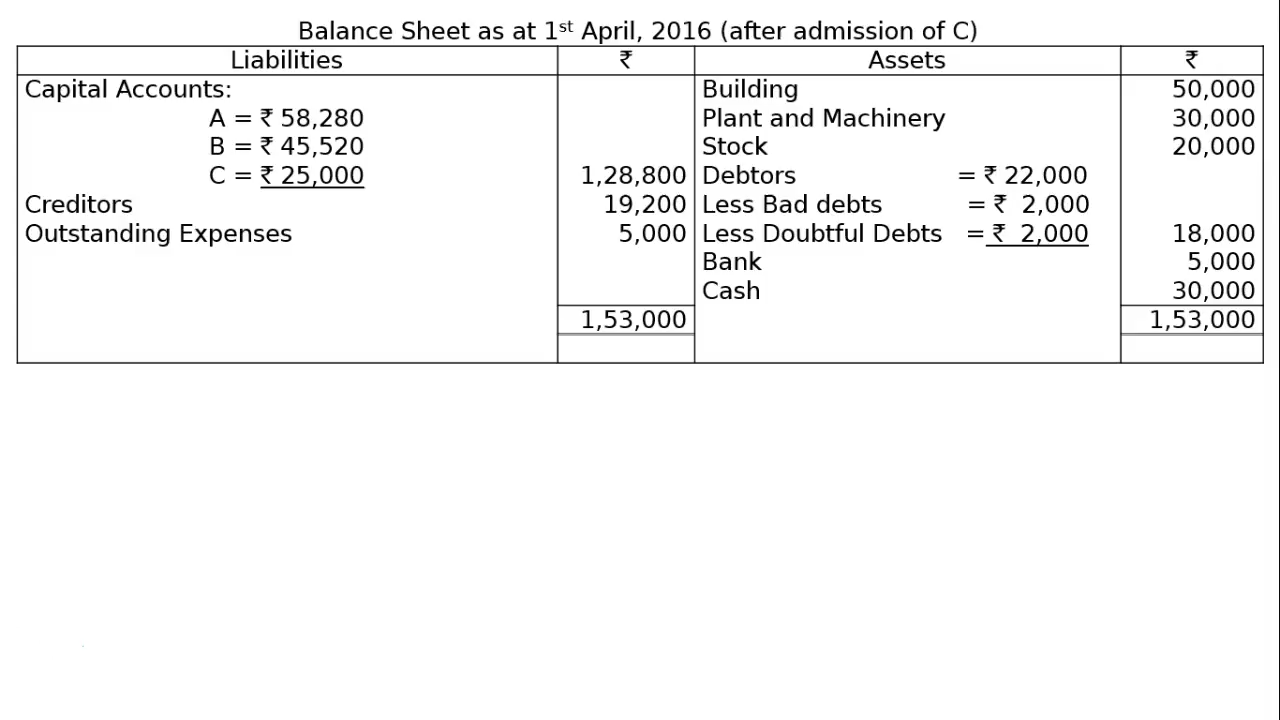 Balance Sheet as at 1st April, 2016 (after admission of C)
Liabilities ₹ Assets ₹
Capital Accounts: Building 50,000
A = ₹ 58,280 Plant and Machinery 30,000
B = ₹ 45,520 Stock 20,000
C = ₹ 25,000 1,28,800 Debtors = ₹ 22,000
Creditors 19,200 Less Bad debts = ₹ 2,000
Outstanding Expenses 5,000 Less Doubtful Debts = ₹ 2,000 18,000
Bank 5,000
Cash 30,000
1,53,000 1,53,000